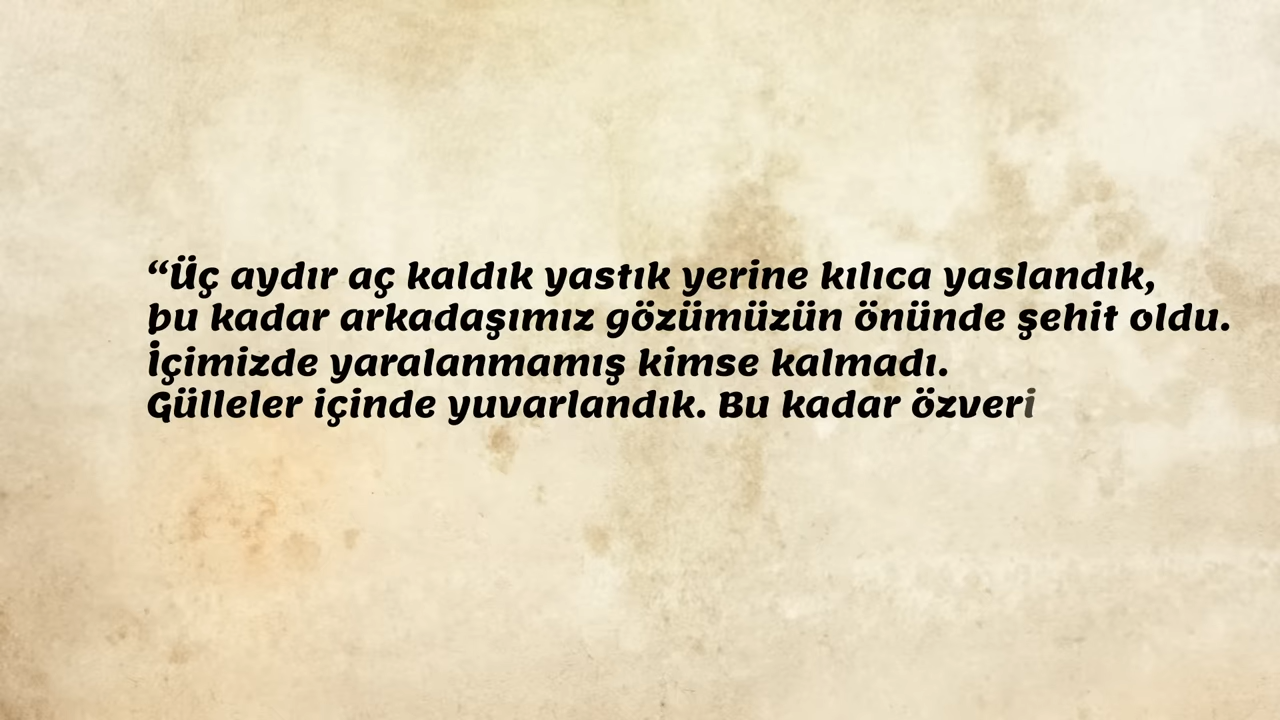 “Üç aydır aç kaldık yastık yerine kılıca yaslandık,
bu kadar arkadaşımız gözümüzün önünde şehit oldu.
İçimizde yaralanmamış kimse kalmadı.
Gülleler içinde yuvarlandık. Bu kadar özveri